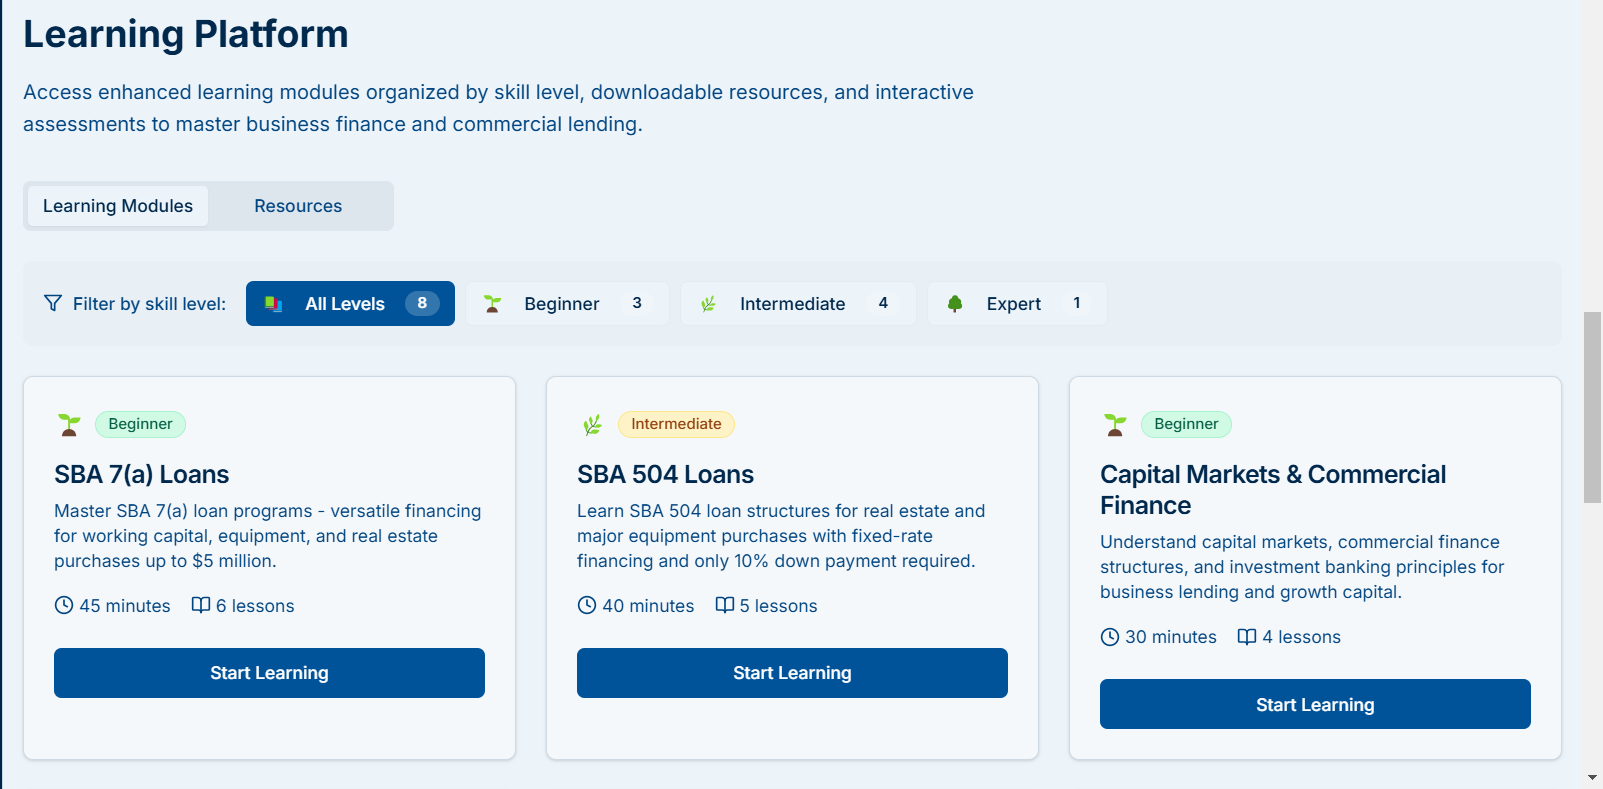 Learning Platform
Access enhanced learning modules organized by skill level, downloadable resources, and interactive
assessments to master business finance and commercial lending.
Learning Modules
Resources
Filter by skill level:
All Levels 8
Beginner 3
Intermediate 4
Expert 1
Beginner
SBA 7(a) Loans
Master SBA 7(a) loan programs - versatile financing
for working capital, equipment, and real estate
purchases up to $5 million.
45 minutes 6 lessons
Start Learning
Intermediate
SBA 504 Loans
Learn SBA 504 loan structures for real estate and
major equipment purchases with fixed-rate
financing and only 10% down payment required.
40 minutes 5 lessons
Start Learning
Beginner
Capital Markets & Commercial
Finance
Understand capital markets, commercial finance
structures, and investment banking principles for
business lending and growth capital.
30 minutes 4 lessons
Start Learning